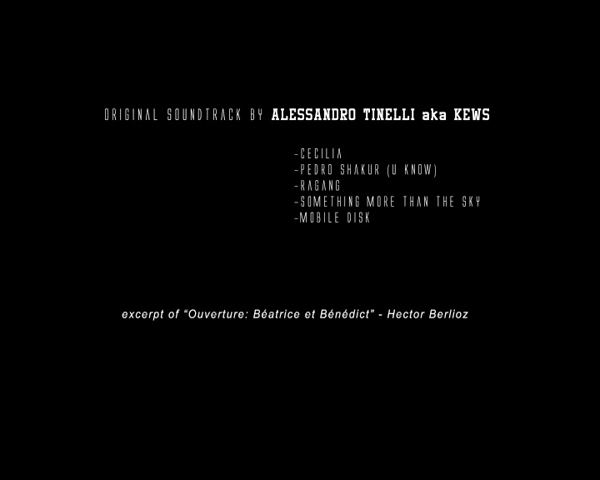 ORIGINAL SOUNDTRACK BY ALESSANDRO TINELLI aka KEWS
-CECILIA
-PEDRO SHAKUR (U KNOW)
-RAGANG
-SOMETHING MORE THAN THE SKY
-MOBILE DISK
excerpt of “Ouverture: Béatrice et Bénédict” - Hector Berlioz